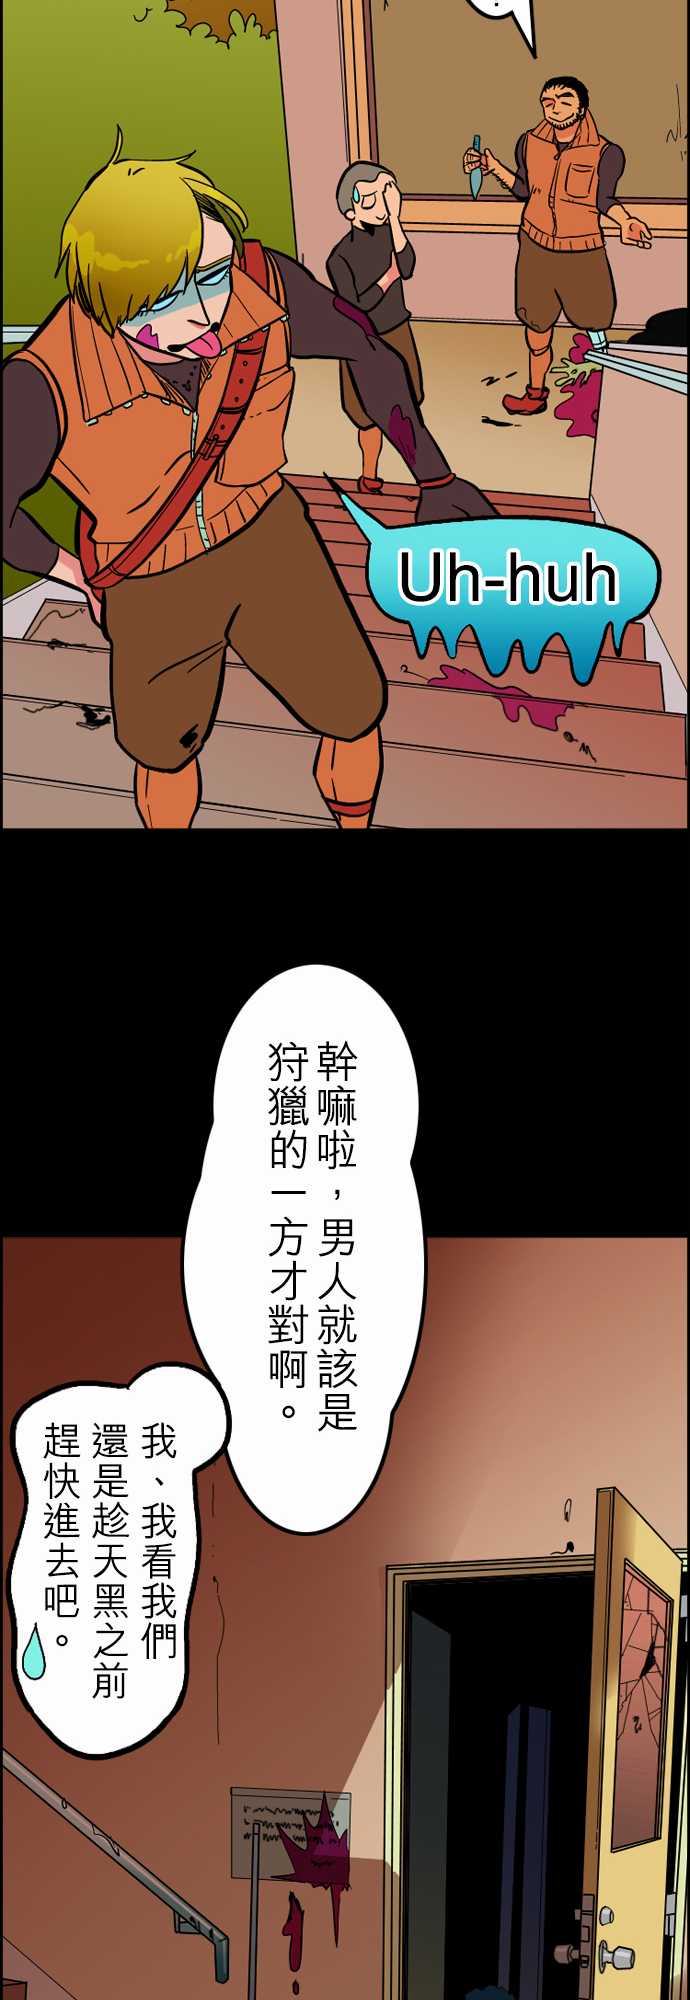 Uh-huh
幹嘛啦，男人就該是
狩獵的一方才對啊。
我、我看我們
還是趁天黑之前
趕快進去吧。